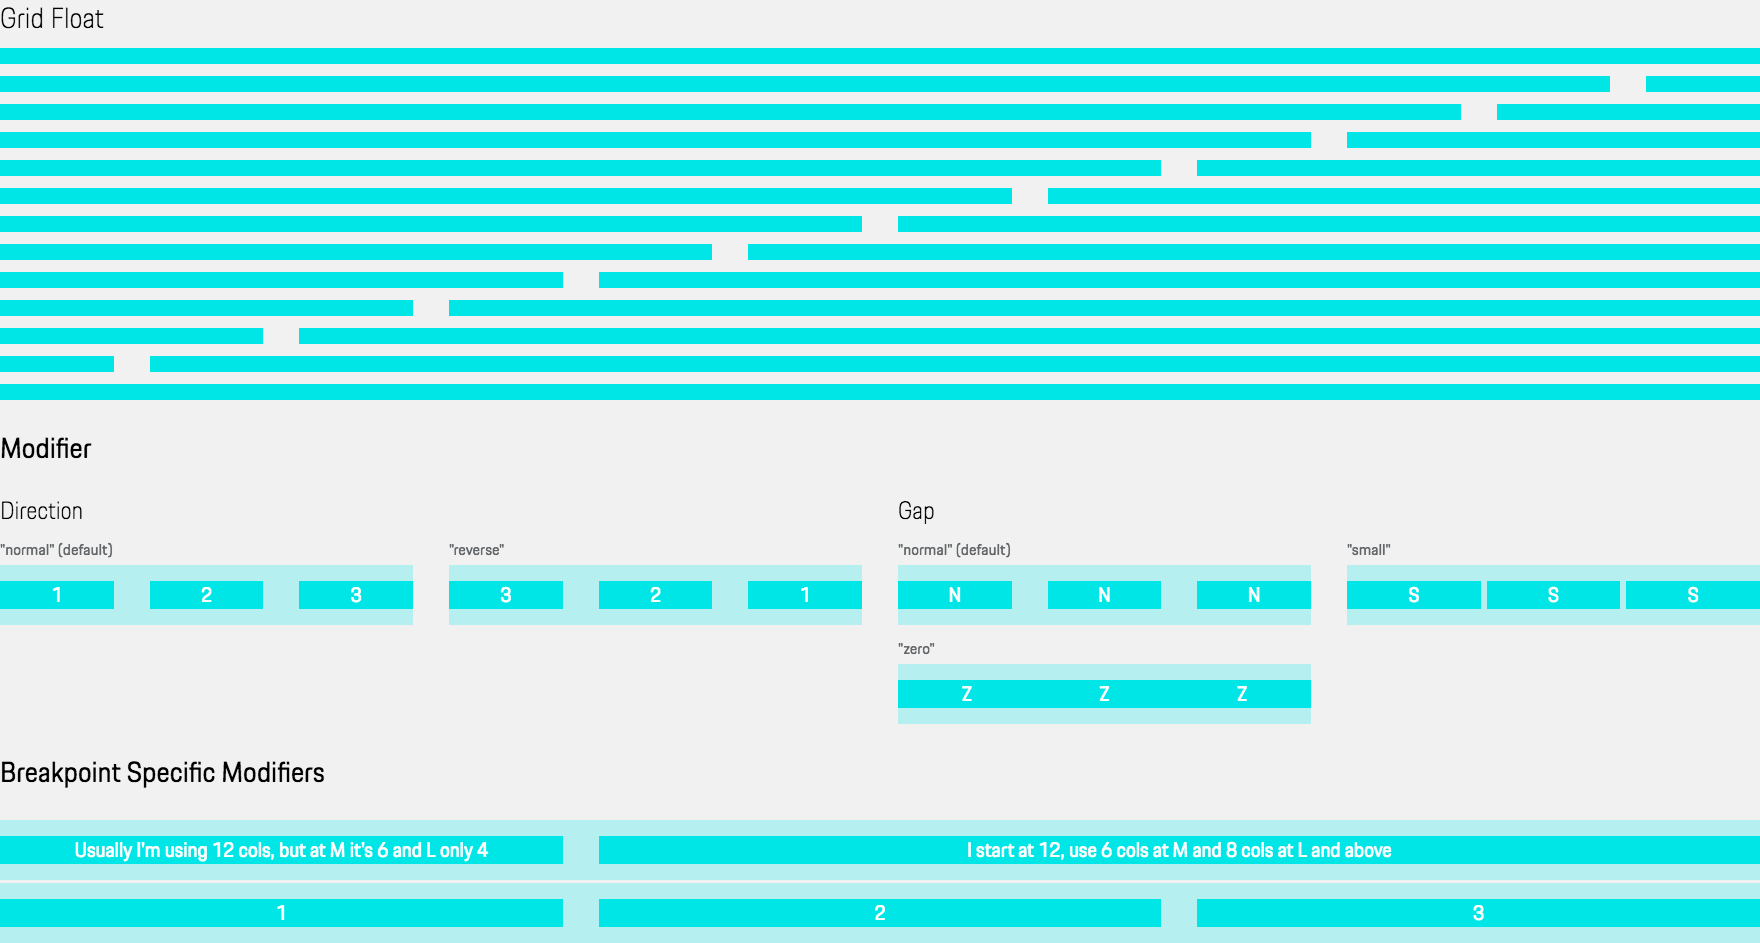 Grid Float
Modifier
Direction
"normal" (default)
1 2 3
"reverse"
3 2 1
Gap
"normal" (default)
N N N
"small"
S S S
"zero"
Z Z Z
Breakpoint Specific Modifiers
Usually I'm using 12 cols, but at M it's 6 and L only 4
I start at 12, use 6 cols at M and 8 cols at L and above
1 2 3